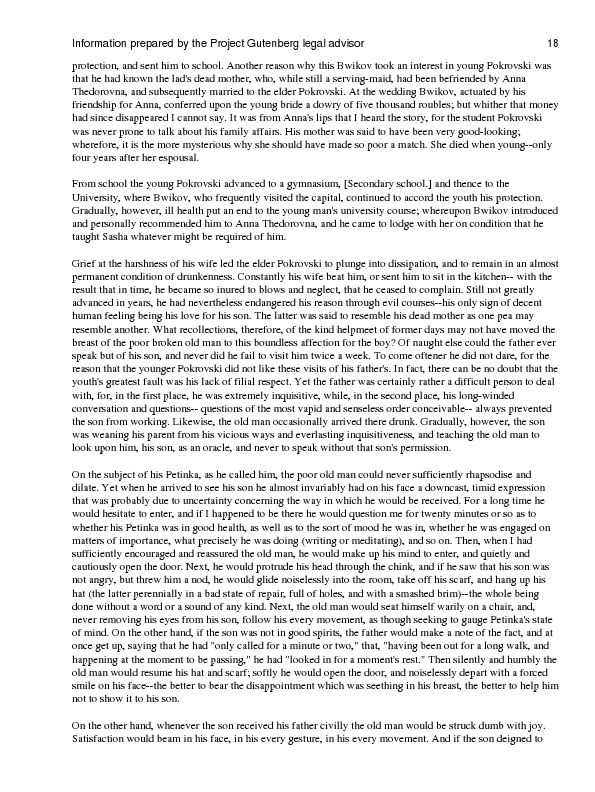 Information prepared by the Project Gutenberg legal advisor 18
protection, and sent him to school. Another reason why this Bwikov took an interest in young Pokrovski was
that he had known the lad's dead mother, who, while still a serving-maid, had been befriended by Anna
Thedorovna, and subsequently married to the elder Pokrovski. At the wedding Bwikov, actuated by his
friendship for Anna, conferred upon the young bride a dowry of five thousand roubles; but whither that money
had since disappeared I cannot say. It was from Anna's lips that I heard the story, for the student Pokrovski
was never prone to talk about his family affairs. His mother was said to have been very good-looking;
wherefore, it is the more mysterious why she should have made so poor a match. She died when young--only
four years after her espousal.
From school the young Pokrovski advanced to a gymnasium, [Secondary school.] and thence to the
University, where Bwikov, who frequently visited the capital, continued to accord the youth his protection.
Gradually, however, ill health put an end to the young man's university course; whereupon Bwikov introduced
and personally recommended him to Anna Thedorovna, and he came to lodge with her on condition that he
taught Sasha whatever might be required of him.
Grief at the harshness of his wife led the elder Pokrovski to plunge into dissipation, and to remain in an almost
permanent condition of drunkenness. Constantly his wife beat him, or sent him to sit in the kitchen-- with the
result that in time, he became so inured to blows and neglect, that he ceased to complain. Still not greatly
advanced in years, he had nevertheless endangered his reason through evil courses--his only sign of decent
human feeling being his love for his son. The latter was said to resemble his dead mother as one pea may
resemble another. What recollections, therefore, of the kind helpmeet of former days may not have moved the
breast of the poor broken old man to this boundless affection for the boy? Of naught else could the father ever
speak but of his son, and never did he fail to visit him twice a week. To come oftener he did not dare, for the
reason that the younger Pokrovski did not like these visits of his father's. In fact, there can be no doubt that the
youth's greatest fault was his lack of filial respect. Yet the father was certainly rather a difficult person to deal
with, for, in the first place, he was extremely inquisitive, while, in the second place, his long-winded
conversation and questions-- questions of the most vapid and senseless order conceivable-- always prevented
the son from working. Likewise, the old man occasionally arrived there drunk. Gradually, however, the son
was weaning his parent from his vicious ways and everlasting inquisitiveness, and teaching the old man to
look upon him, his son, as an oracle, and never to speak without that son's permission.
On the subject of his Petinka, as he called him, the poor old man could never sufficiently rhapsodise and
dilate. Yet when he arrived to see his son he almost invariably had on his face a downcast, timid expression
that was probably due to uncertainty concerning the way in which he would be received. For a long time he
would hesitate to enter, and if I happened to be there he would question me for twenty minutes or so as to
whether his Petinka was in good health, as well as to the sort of mood he was in, whether he was engaged on
matters of importance, what precisely he was doing (writing or meditating), and so on. Then, when I had
sufficiently encouraged and reassured the old man, he would make up his mind to enter, and quietly and
cautiously open the door. Next, he would protrude his head through the chink, and if he saw that his son was
not angry, but threw him a nod, he would glide noiselessly into the room, take off his scarf, and hang up his
hat (the latter perennially in a bad state of repair, full of holes, and with a smashed brim)--the whole being
done without a word or a sound of any kind. Next, the old man would seat himself warily on a chair, and,
never removing his eyes from his son, follow his every movement, as though seeking to gauge Petinka's state
of mind. On the other hand, if the son was not in good spirits, the father would make a note of the fact, and at
once get up, saying that he had "only called for a minute or two," that, "having been out for a long walk, and
happening at the moment to be passing," he had "looked in for a moment's rest." Then silently and humbly the
old man would resume his hat and scarf; softly he would open the door, and noiselessly depart with a forced
smile on his face--the better to bear the disappointment which was seething in his breast, the better to help him
not to show it to his son.
On the other hand, whenever the son received his father civilly the old man would be struck dumb with joy.
Satisfaction would beam in his face, in his every gesture, in his every movement. And if the son deigned to